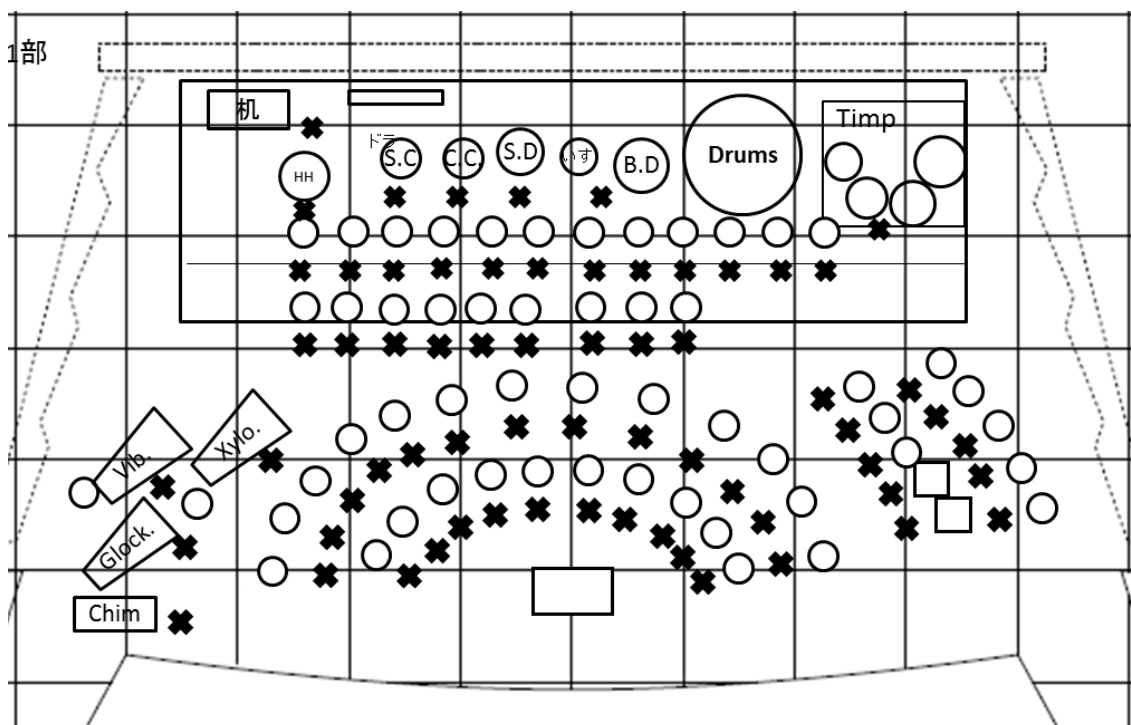 1部
机
Timp
ドラ
S.C
C.C.
S.D
いす
B.D
Drums
HH
Vib.
Xylo.
Glock.
Chim